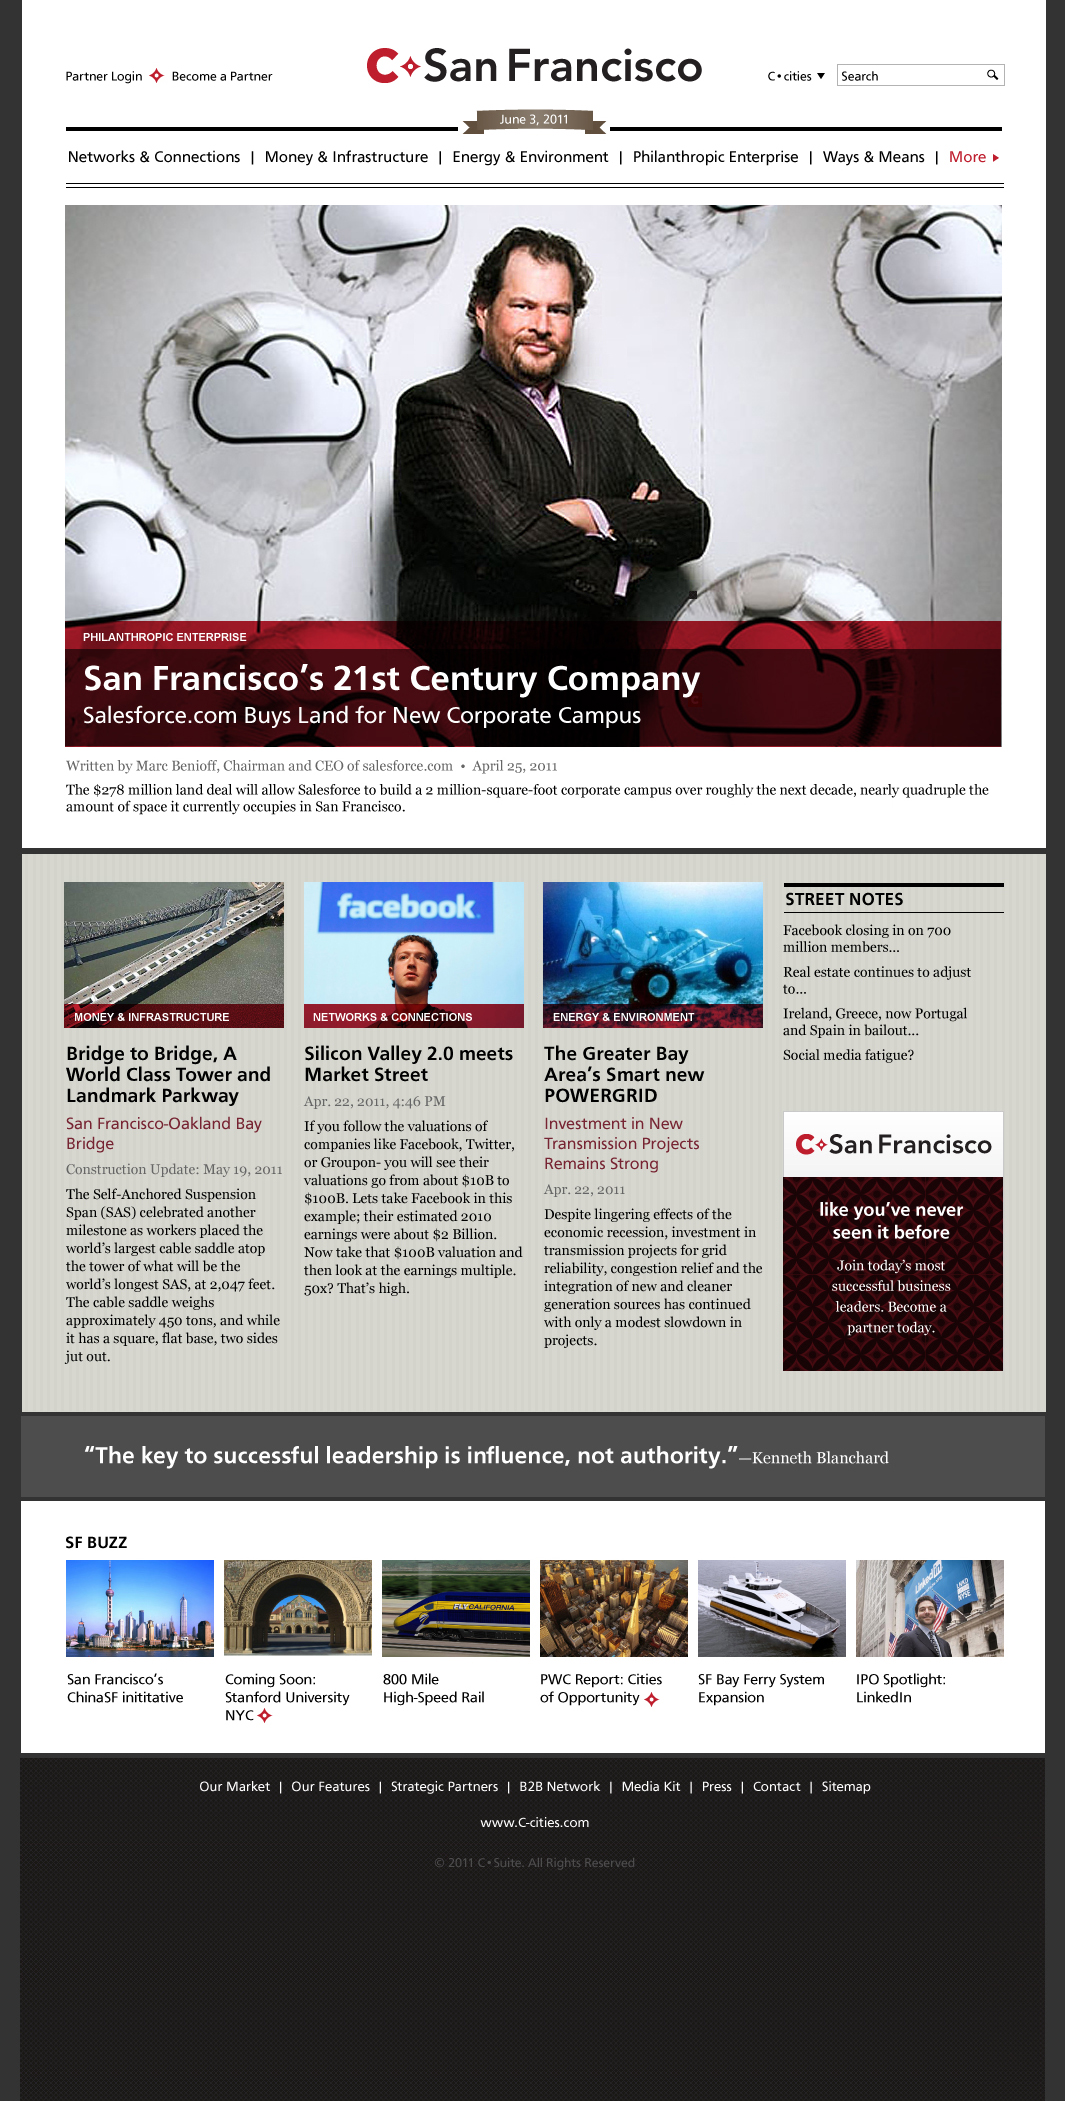 Partner Login Become a Partner
C San Francisco
C•cities
Search
June 3, 2011
Networks & Connections | Money & Infrastructure | Energy & Environment | Philanthropic Enterprise | Ways & Means | More
PHILANTHROPIC ENTERPRISE
San Francisco's 21st Century Company
Salesforce.com Buys Land for New Corporate Campus
Written by Marc Benioff, Chairman and CEO of salesforce.com • April 25, 2011
The $278 million land deal will allow Salesforce to build a 2 million-square-foot corporate campus over roughly the next decade, nearly quadruple the
amount of space it currently occupies in San Francisco.
MONEY & INFRASTRUCTURE
Bridge to Bridge, A
World Class Tower and
Landmark Parkway
San Francisco-Oakland Bay
Bridge
Construction Update: May 19, 2011
The Self-Anchored Suspension
Span (SAS) celebrated another
milestone as workers placed the
world's largest cable saddle atop
the tower of what will be the
world's longest SAS, at 2,047 feet.
The cable saddle weighs
approximately 450 tons, and while
it has a square, flat base, two sides
jut out.
facebook
NETWORKS & CONNECTIONS
Silicon Valley 2.0 meets
Market Street
Apr. 22, 2011, 4:46 PM
If you follow the valuations of
companies like Facebook, Twitter,
or Groupon- you will see their
valuations go from about $10B to
$100B. Lets take Facebook in this
example; their estimated 2010
earnings were about $2 Billion.
Now take that $100B valuation and
then look at the earnings multiple.
50x? That's high.
ENERGY & ENVIRONMENT
The Greater Bay
Area's Smart new
POWERGRID
Investment in New
Transmission Projects
Remains Strong
Apr. 22, 2011
Despite lingering effects of the
economic recession, investment in
transmission projects for grid
reliability, congestion relief and the
integration of new and cleaner
generation sources has continued
with only a modest slowdown in
projects.
STREET NOTES
Facebook closing in on 700
million members...
Real estate continues to adjust
to...
Ireland, Greece, now Portugal
and Spain in bailout...
Social media fatigue?
C San Francisco
like you've never
seen it before
Join today's most
successful business
leaders. Become a
partner today.
“The key to successful leadership is influence, not authority.”—Kenneth Blanchard
SF BUZZ
San Francisco's
ChinaSF inititative
Coming Soon:
Stanford University
NYC
FLY CALIFORNIA
800 Mile
High-Speed Rail
PWC Report: Cities
of Opportunity
SF Bay Ferry System
Expansion
LinkedIn
LNKD
NYSE
IPO Spotlight:
LinkedIn
Our Market | Our Features | Strategic Partners | B2B Network | Media Kit | Press | Contact | Sitemap
www.C-cities.com
© 2011 C•Suite. All Rights Reserved